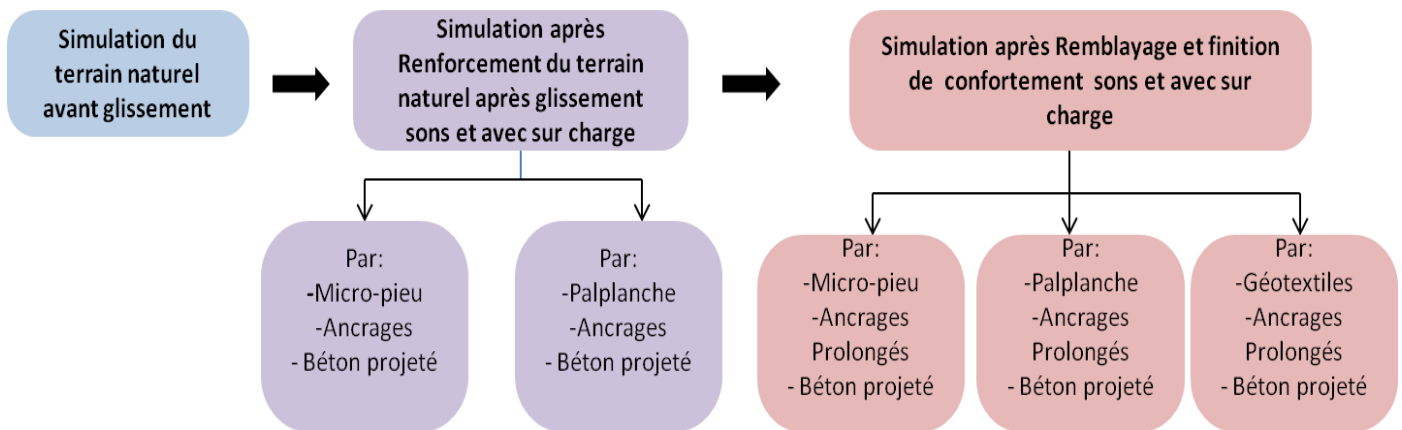 Simulation du
terrain naturel
avant glissement
Simulation après
Renforcement du terrain
naturel après glissement
sons et avec sur charge
Simulation après Remblayage et finition
de confortement sons et avec sur
charge
Par:
-Micro-pieu
-Ancrages
- Béton projeté
Par:
-Palplanche
-Ancrages
- Béton projeté
Par:
-Micro-pieu
-Ancrages
Prolongés
- Béton projeté
Par:
-Palplanche
-Ancrages
Prolongés
- Béton projeté
Par:
-Géotextiles
-Ancrages
Prolongés
- Béton projeté